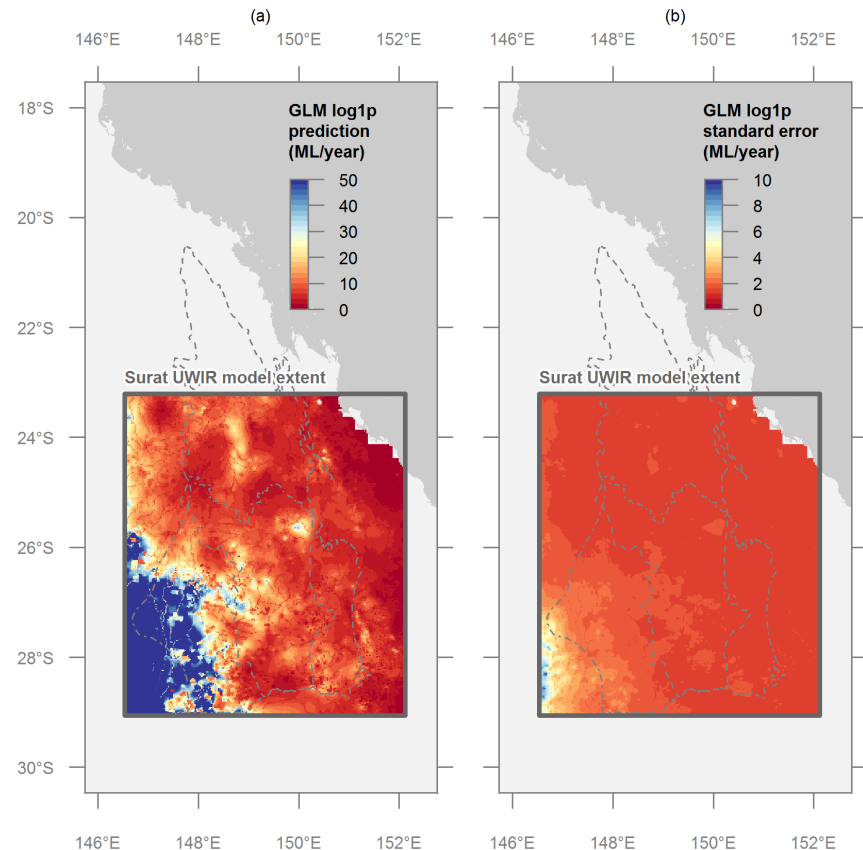 (a)
(b)
146°E 148°E 150°E 152°E
146°E 148°E 150°E 152°E
18°S
20°S
22°S
24°S
26°S
28°S
30°S
GLM log1p
prediction
(ML/year)
50
40
30
20
10
0
Surat UWIR model extent
GLM log1p
standard error
(ML/year)
10
8
6
4
2
0
Surat UWIR model extent
146°E 148°E 150°E 152°E
146°E 148°E 150°E 152°E